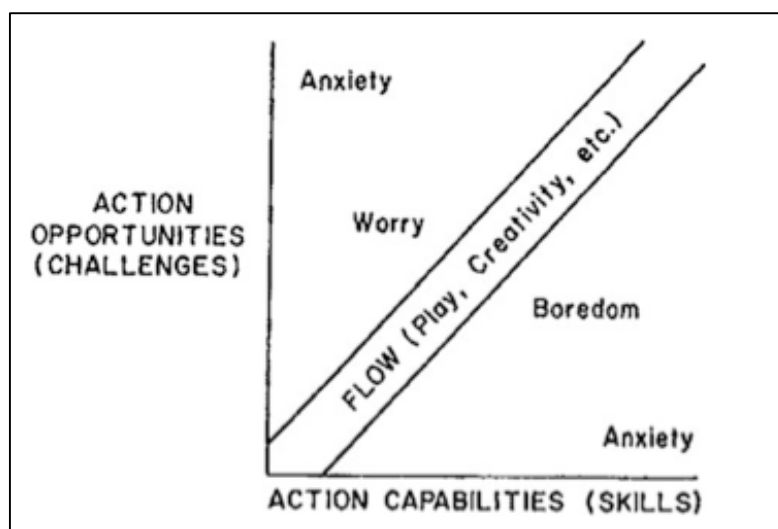 Anxiety
ACTION
OPPORTUNITIES
(CHALLENGES)
Worry
FLOW (Play, Creativity, etc.)
Boredom
Anxiety
ACTION CAPABILITIES (SKILLS)